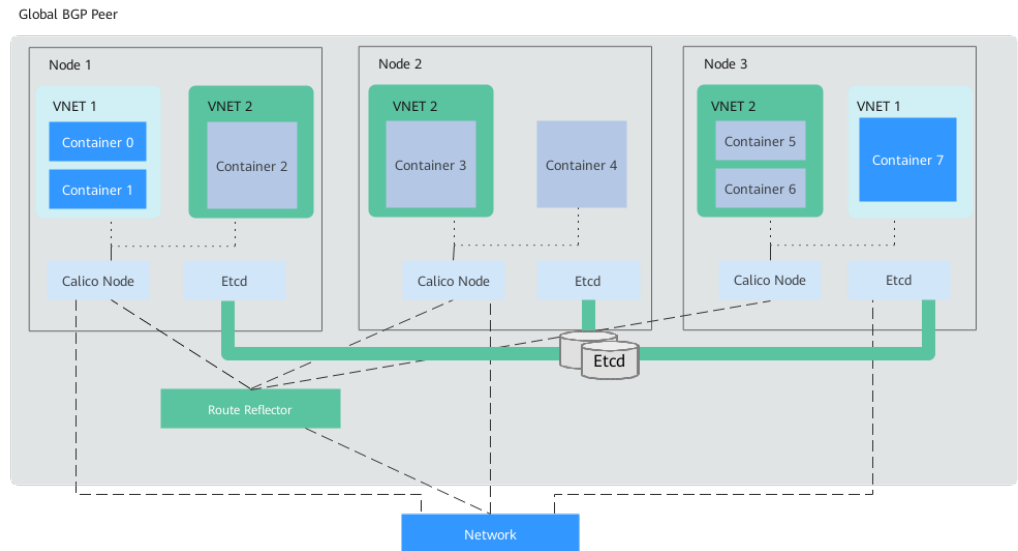 Global BGP Peer
Node 1
VNET 1
Container 0
Container 1
VNET 2
Container 2
Calico Node
Etcd
Node 2
VNET 2
Container 3
Container 4
Calico Node
Etcd
Node 3
VNET 2
Container 5
Container 6
VNET 1
Container 7
Calico Node
Etcd
Etcd
Route Reflector
Network